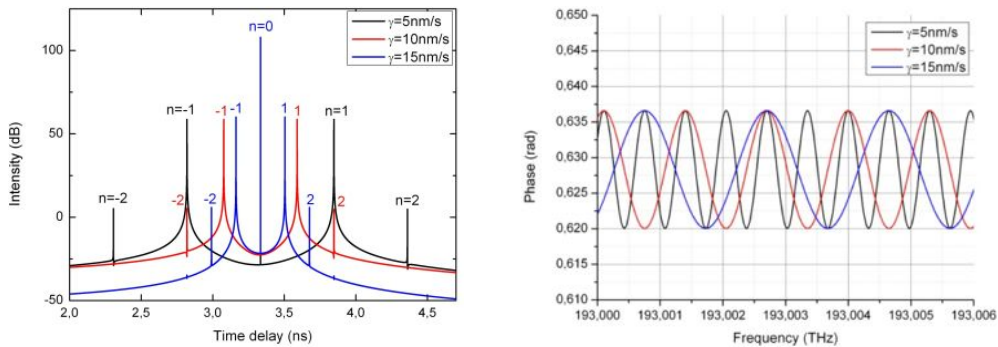 n=0
γ=5nm/s
γ=10nm/s
γ=15nm/s
n=-1
-1
-1
1
1
n=1
n=-2
-2
-2
2
2
n=2
100
50
0
-50
Intensity (dB)
2,0
2,5
3,0
3,5
4,0
4,5
Time delay (ns)
γ=5nm/s
γ=10nm/s
γ=15nm/s
0,650
0,645
0,640
0,635
0,630
0,625
0,620
0,615
0,610
Phase (rad)
193,000
193,001
193,002
193,003
193,004
193,005
193,006
Frequency (THz)